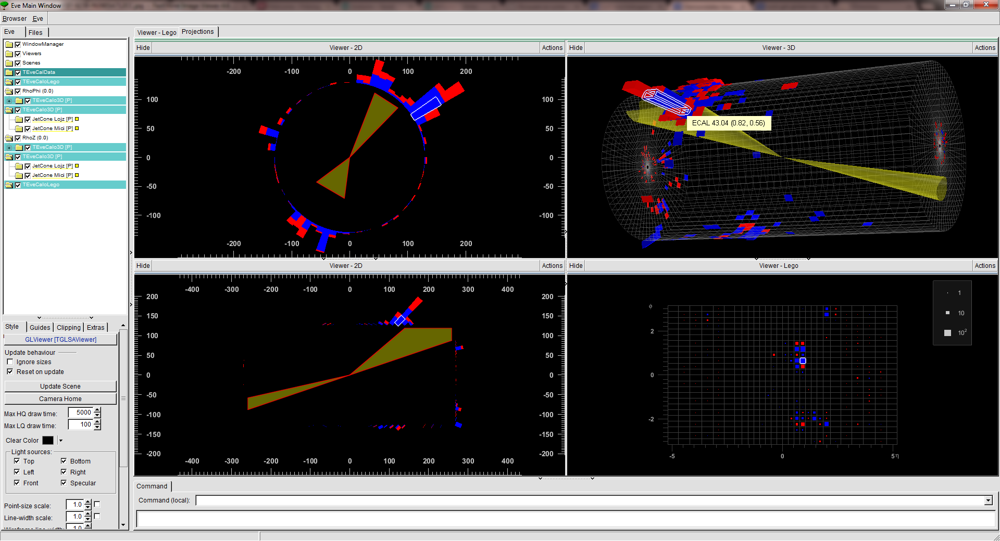 Eve Main Window
Browser Eve
Eve Files
WindowManager
Viewers
Scenes
TEveCalData
TEveCaloLego
RhoPhi (0.0)
TEveCalo3D [P]
TEveCalo3D [P]
JetCone Lojz [P]
JetCone Mici [P]
RhoZ (0.0)
TEveCalo3D [P]
TEveCalo3D [P]
JetCone Lojz [P]
JetCone Mici [P]
TEveCaloLego
Style Guides Clipping Extras
GLViewer [TGLSAViewer]
Update behaviour
Ignore sizes
Reset on update
Update Scene
Camera Home
Max HQ draw time: 5000
Max LQ draw time: 100
Clear Color
Light sources:
Top Bottom
Left Right
Front Specular
Point-size scale: 1.0
Line-width scale: 1.0
Wireframe line-width: 1.0
Viewer - Lego Projections
Hide Viewer - 2D Actions
-200 -100 0 100 200
100 100
50 50
0 0
-50 -50
-100 -100
-200 -100 0 100 200
Hide Viewer - 3D Actions
ECAL 43.04 (0.82, 0.56)
Hide Viewer - 2D Actions
-400 -300 -200 -100 0 100 200 300 400
200 200
150 150
100 100
50 50
0 0
-50 -50
-100 -100
-150 -150
-200 -200
-400 -300 -200 -100 0 100 200 300 400
Hide Viewer - Lego Actions
1
10
10²
ϕ
2
0
-2
-5 0 5η
Command
Command (local):